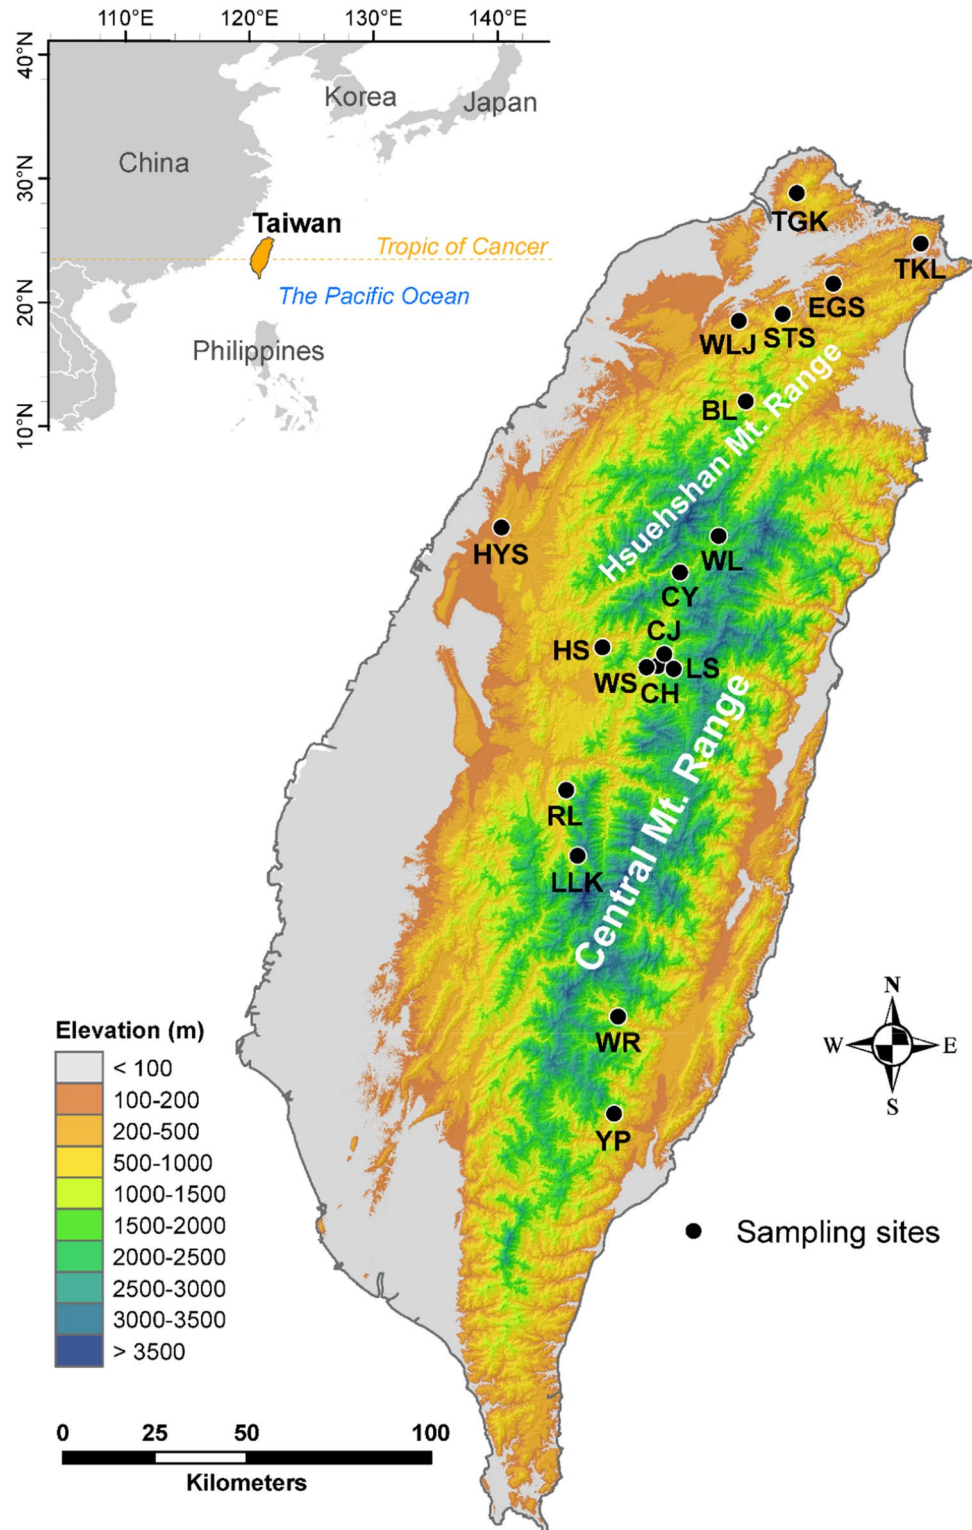 110°E 120°E 130°E 140°E
40°N
30°N
20°N
10°N
Korea
Japan
China
Taiwan
Tropic of Cancer
The Pacific Ocean
Philippines
TGK
TKL
EGS
STS
WLJ
BL
Hsuehshan Mt. Range
HYS
WL
CY
CJ
HS
WS
LS
CH
Central Mt. Range
RL
LLK
WR
YP
N
W E
S
Elevation (m)
< 100
100-200
200-500
500-1000
1000-1500
1500-2000
2000-2500
2500-3000
3000-3500
> 3500
Sampling sites
0 25 50 100
Kilometers